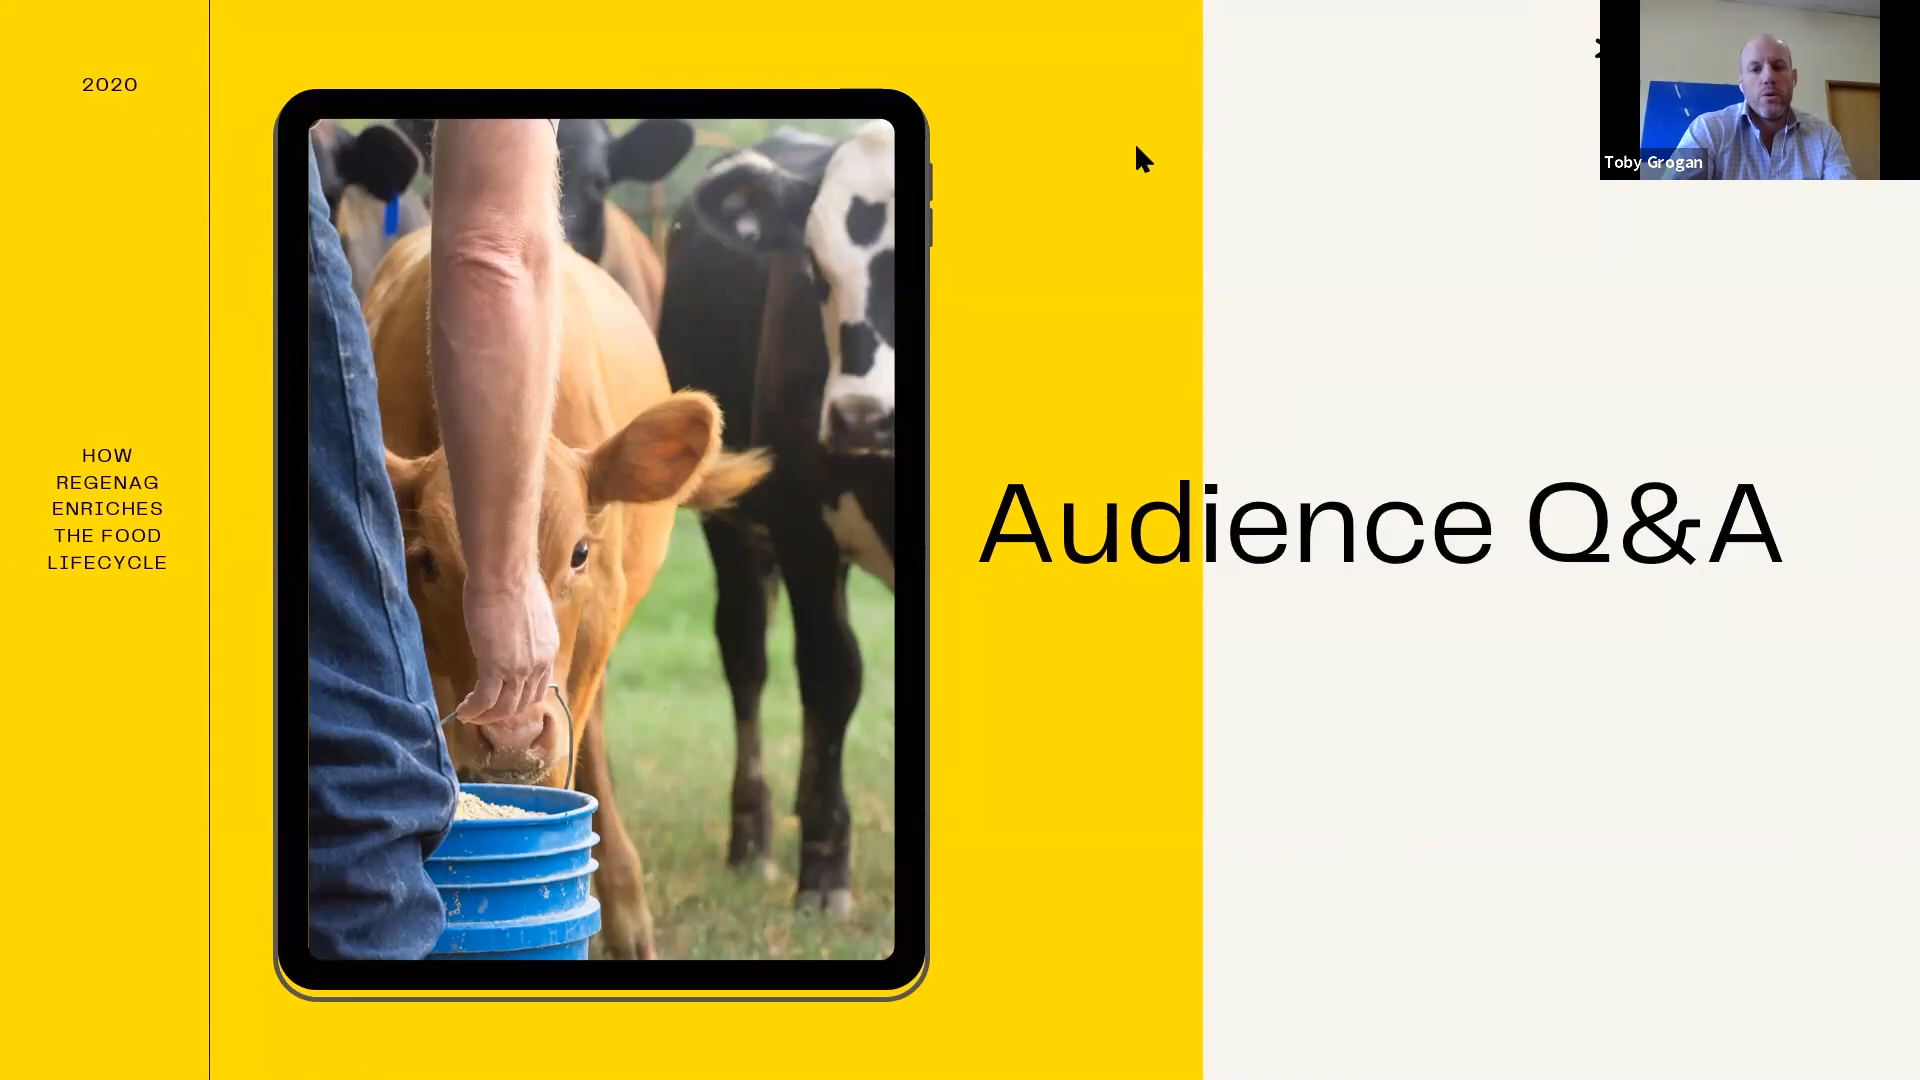 2020
HOW
REGENAG
ENRICHES
THE FOOD
LIFECYCLE
Audience Q&A
Toby Grogan